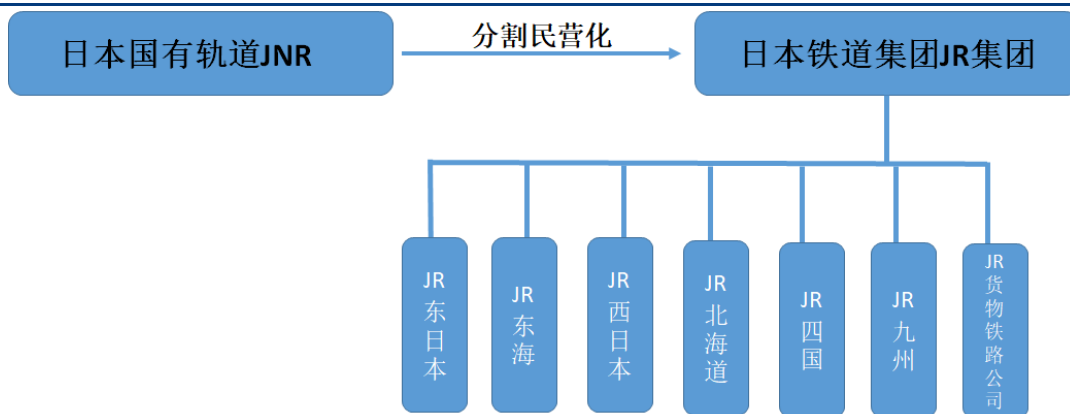 日本国有轨道JNR
分割民营化
日本铁道集团JR集团
JR
东日本
JR
东海
JR
西日本
JR
北海道
JR
四国
JR
九州
JR
货物铁路公司